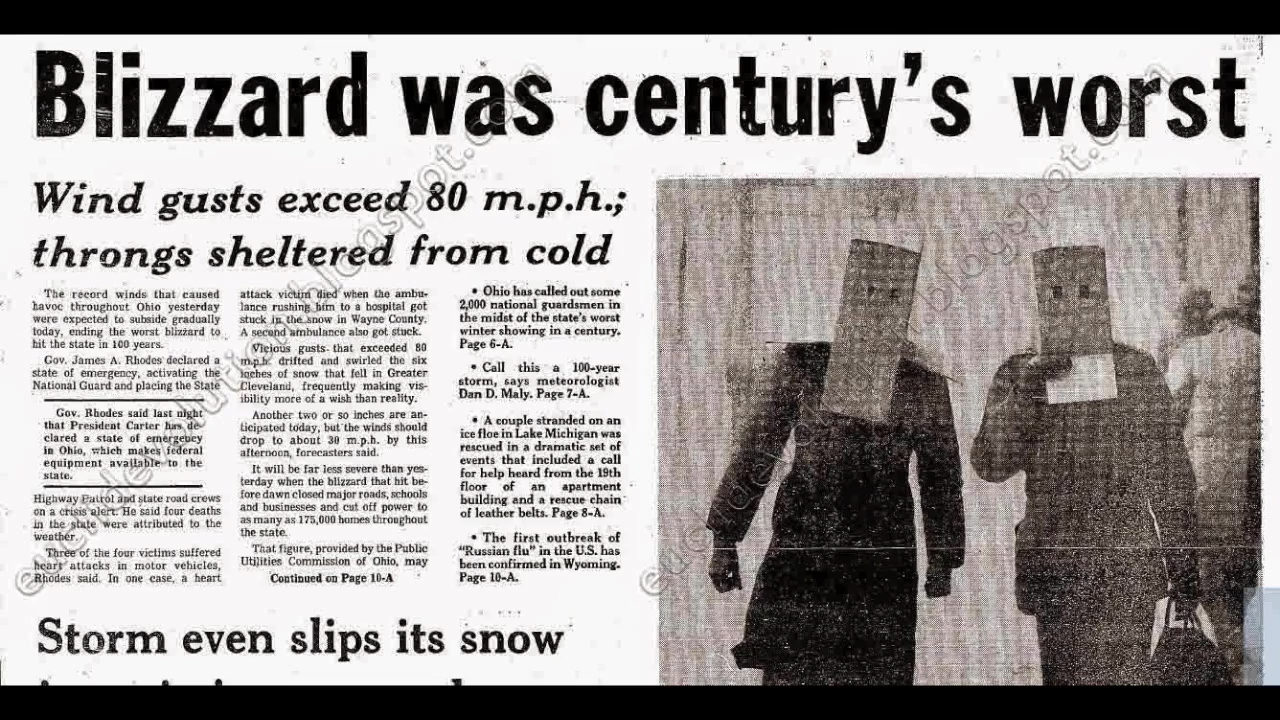 Blizzard was century's worst
Wind gusts exceed 80 m.p.h.;
throngs sheltered from cold
The record winds that caused
havoc throughout Ohio yesterday
were expected to subside gradually
today, ending the worst blizzard to
hit the state in 100 years.
Gov. James A. Rhodes declared a
state of emergency, activating the
National Guard and placing the State
Gov. Rhodes said last night
that President Carter has de-
clared a state of emergency
in Ohio, which makes federal
equipment available to the
state.
Highway Patrol and state road crews
on a crisis alert. He said four deaths
in the state were attributed to the
weather.
Three of the four victims suffered
heart attacks in motor vehicles,
Rhodes said. In one case, a heart
attack victim died when the ambu-
lance rushing him to a hospital got
stuck in the snow in Wayne County.
A second ambulance also got stuck.
Vicious gusts that exceeded 80
m.p.h. drifted and swirled the six
inches of snow that fell in Greater
Cleveland, frequently making vis-
ibility more of a wish than reality.
Another two or so inches are an-
ticipated today, but the winds should
drop to about 30 m.p.h. by this
afternoon, forecasters said.
It will be far less severe than yes-
terday when the blizzard that hit be-
fore dawn closed major roads, schools
and businesses and cut off power to
as many as 175,000 homes throughout
the state.
That figure, provided by the Public
Utilities Commission of Ohio, may
Continued on Page 10-A
• Ohio has called out some
2,000 national guardsmen in
the midst of the state's worst
winter showing in a century.
Page 6-A.
• Call this a 100-year
storm, says meteorologist
Dan D. Maly. Page 7-A.
• A couple stranded on an
ice floe in Lake Michigan was
rescued in a dramatic set of
events that included a call
for help heard from the 19th
floor of an apartment
building and a rescue chain
of leather belts. Page 8-A.
• The first outbreak of
"Russian flu" in the U.S. has
been confirmed in Wyoming.
Page 10-A.
Storm even slips its snow